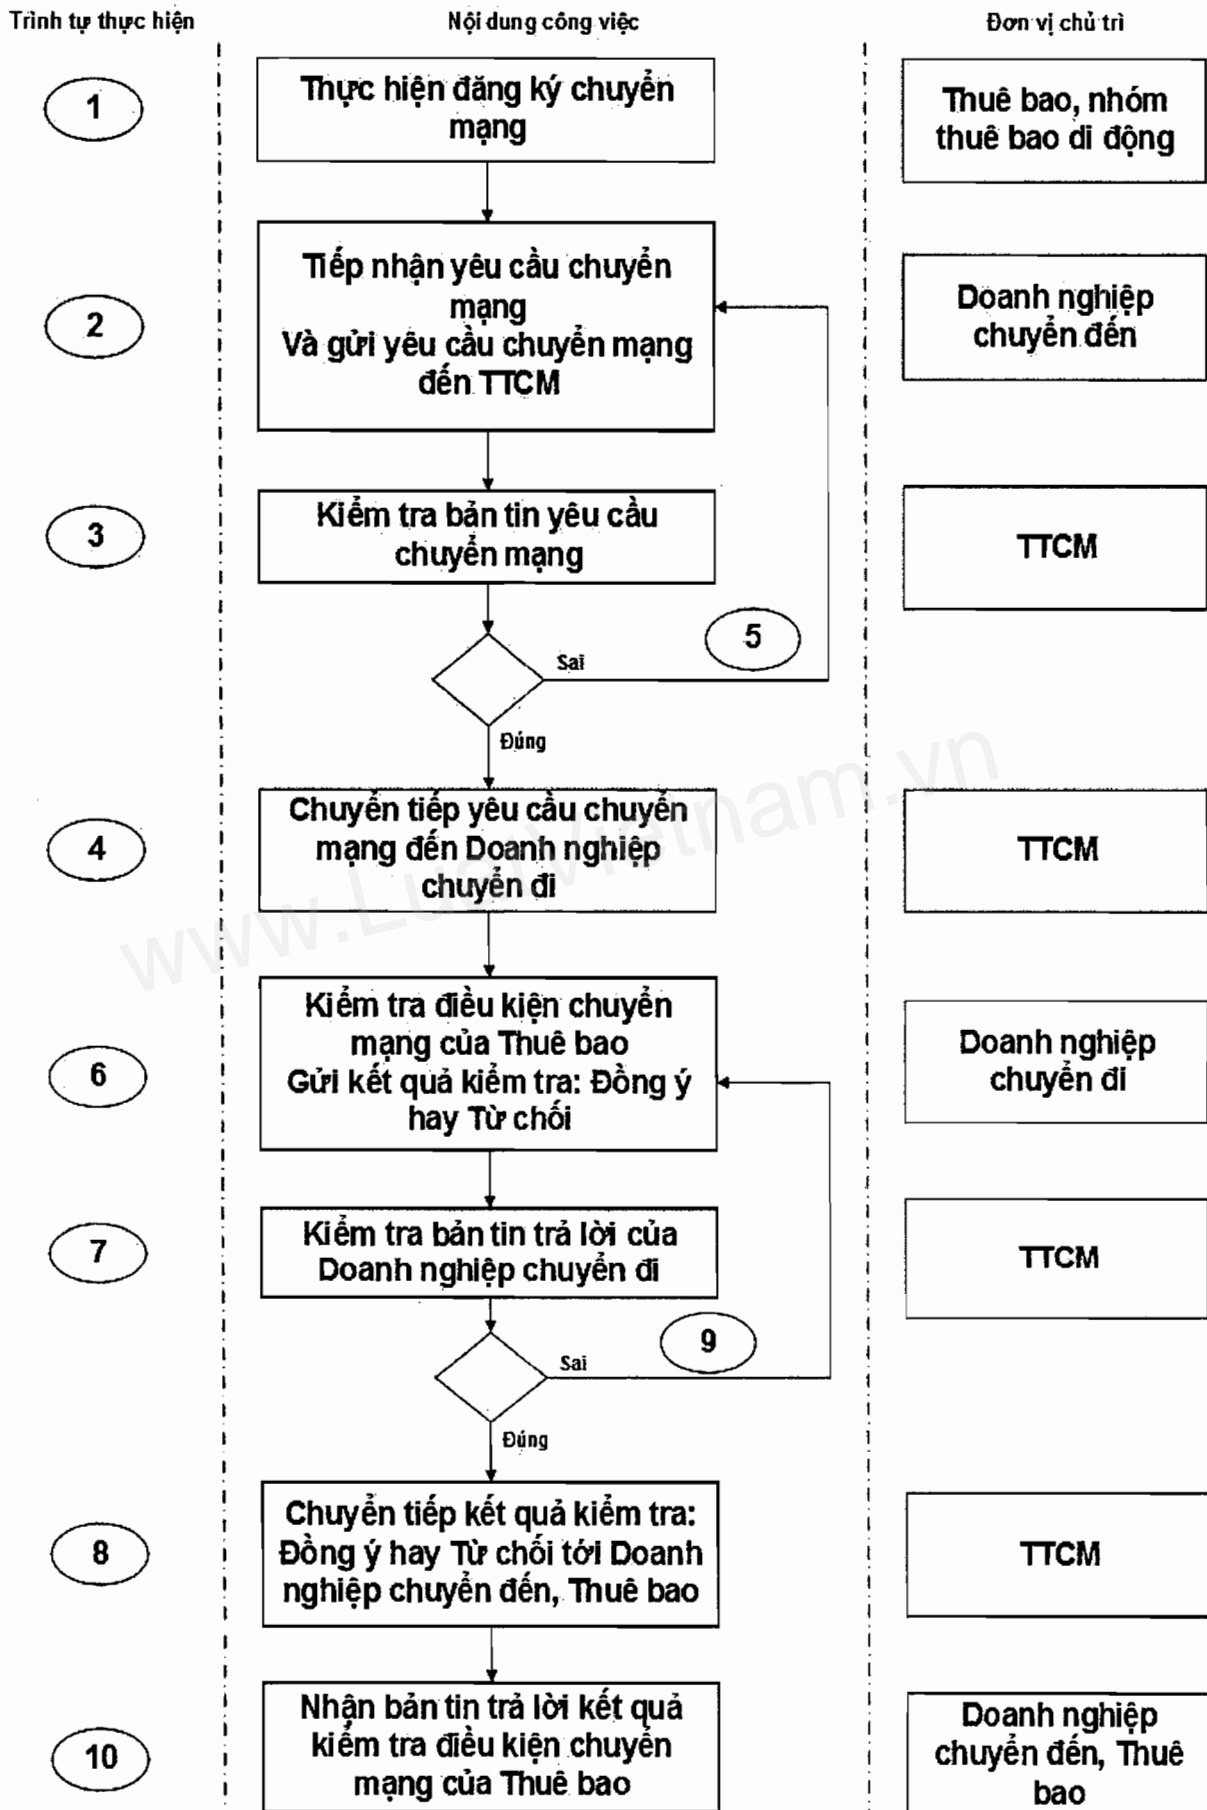 Trình tự thực hiện
Nội dung công việc
Đơn vị chủ trì
1
Thực hiện đăng ký chuyển
mạng
Thuê bao, nhóm
thuê bao di động
2
Tiếp nhận yêu cầu chuyển
mạng
Và gửi yêu cầu chuyển mạng
đến TTCM
Doanh nghiệp
chuyển đến
3
Kiểm tra bản tin yêu cầu
chuyển mạng
TTCM
5
Sai
Đúng
4
Chuyển tiếp yêu cầu chuyển
mạng đến Doanh nghiệp
chuyển đi
TTCM
www.LuatVietnam.vn
6
Kiểm tra điều kiện chuyển
mạng của Thuê bao
Gửi kết quả kiểm tra: Đồng ý
hay Từ chối
Doanh nghiệp
chuyển đi
7
Kiểm tra bản tin trả lời của
Doanh nghiệp chuyển đi
TTCM
9
Sai
Đúng
8
Chuyển tiếp kết quả kiểm tra:
Đồng ý hay Từ chối tới Doanh
nghiệp chuyển đến, Thuê bao
TTCM
10
Nhận bản tin trả lời kết quả
kiểm tra điều kiện chuyển
mạng của Thuê bao
Doanh nghiệp
chuyển đến, Thuê
bao